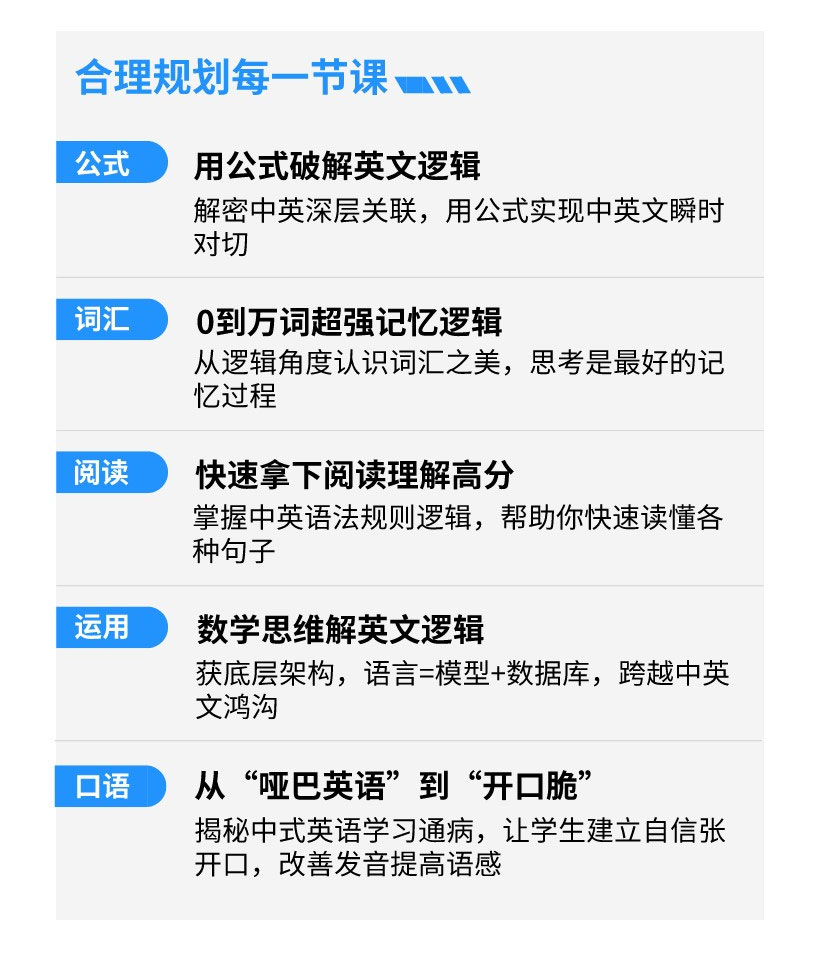 合理规划每一节课
公式
用公式破解英文逻辑
解密中英深层关联，用公式实现中英文瞬时
对切
词汇
0到万词超强记忆逻辑
从逻辑角度认识词汇之美，思考是最好的记
忆过程
阅读
快速拿下阅读理解高分
掌握中英语法规则逻辑，帮助你快速读懂各
种句子
运用
数学思维解英文逻辑
获底层架构，语言=模型+数据库，跨越中英
文鸿沟
口语
从“哑巴英语”到“开口脆”
揭秘中式英语学习通病，让学生建立自信张
开口，改善发音提高语感